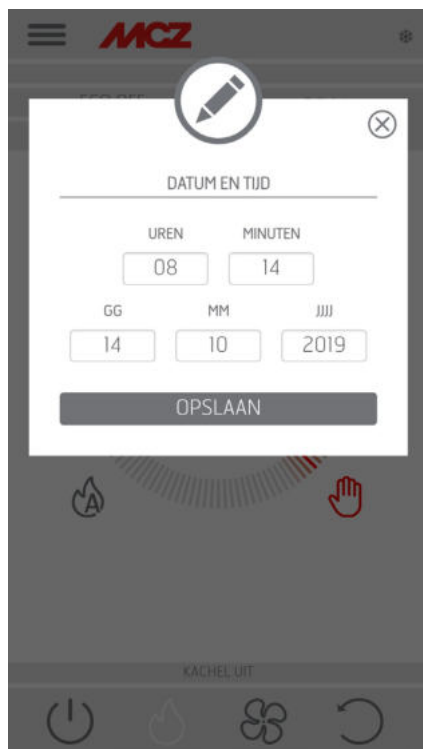 MCZ
DATUM EN TIJD
UREN MINUTEN
08 14
GG MM JJJJ
14 10 2019
OPSLAAN
A
KACHEL UIT